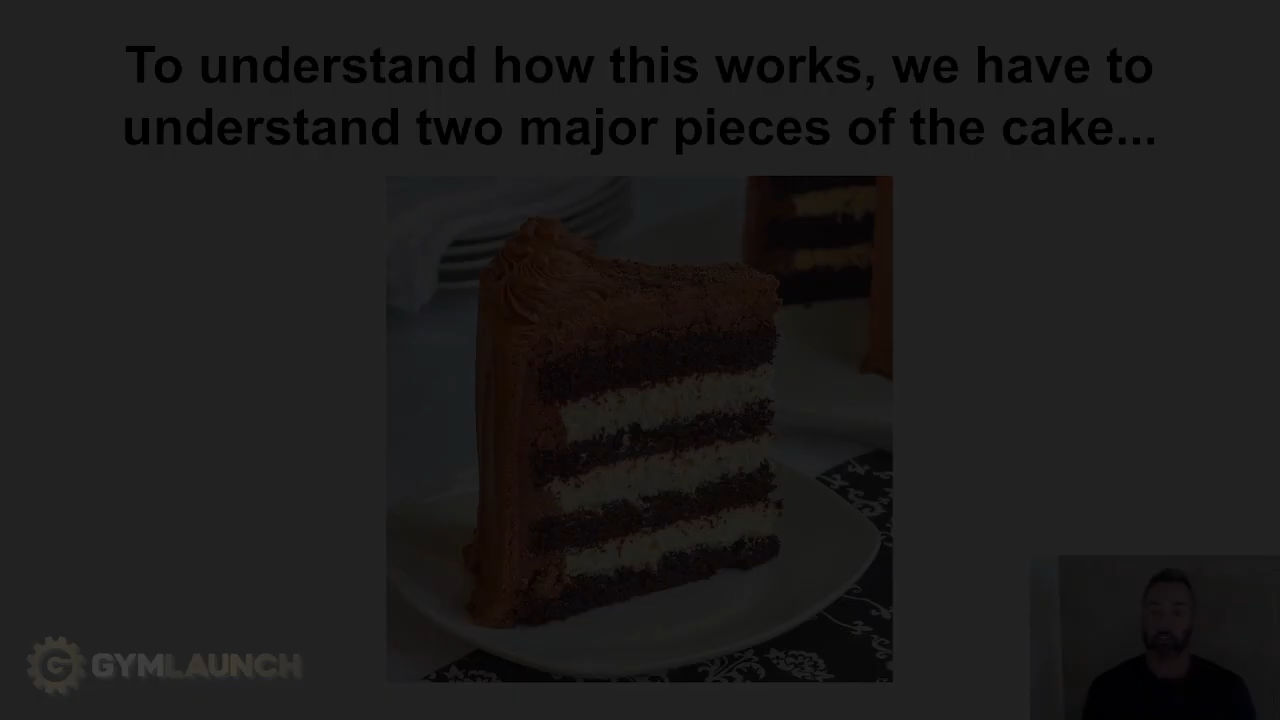 To understand how this works, we have to
understand two major pieces of the cake...
GYMLAUNCH